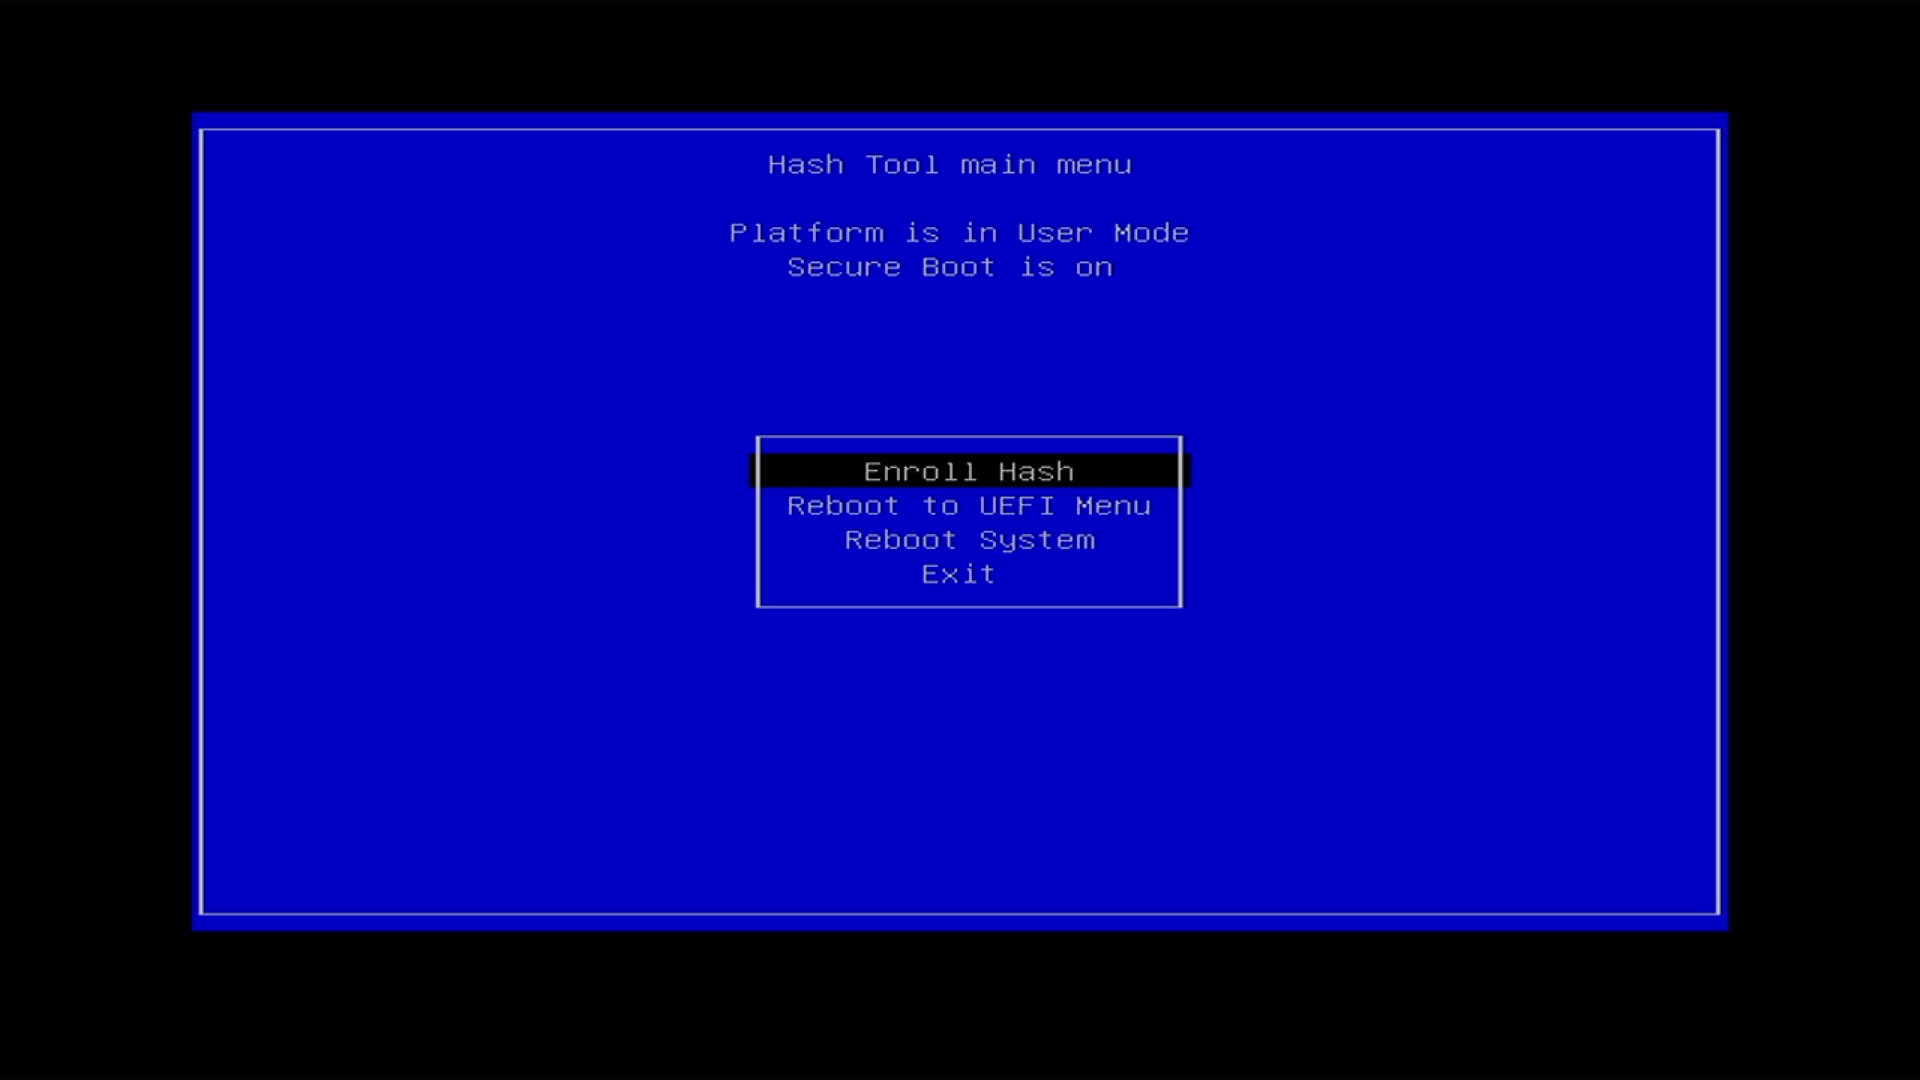 Hash Tool main menu
Platform is in User Mode
Secure Boot is on
Enroll Hash
Reboot to UEFI Menu
Reboot System
Exit